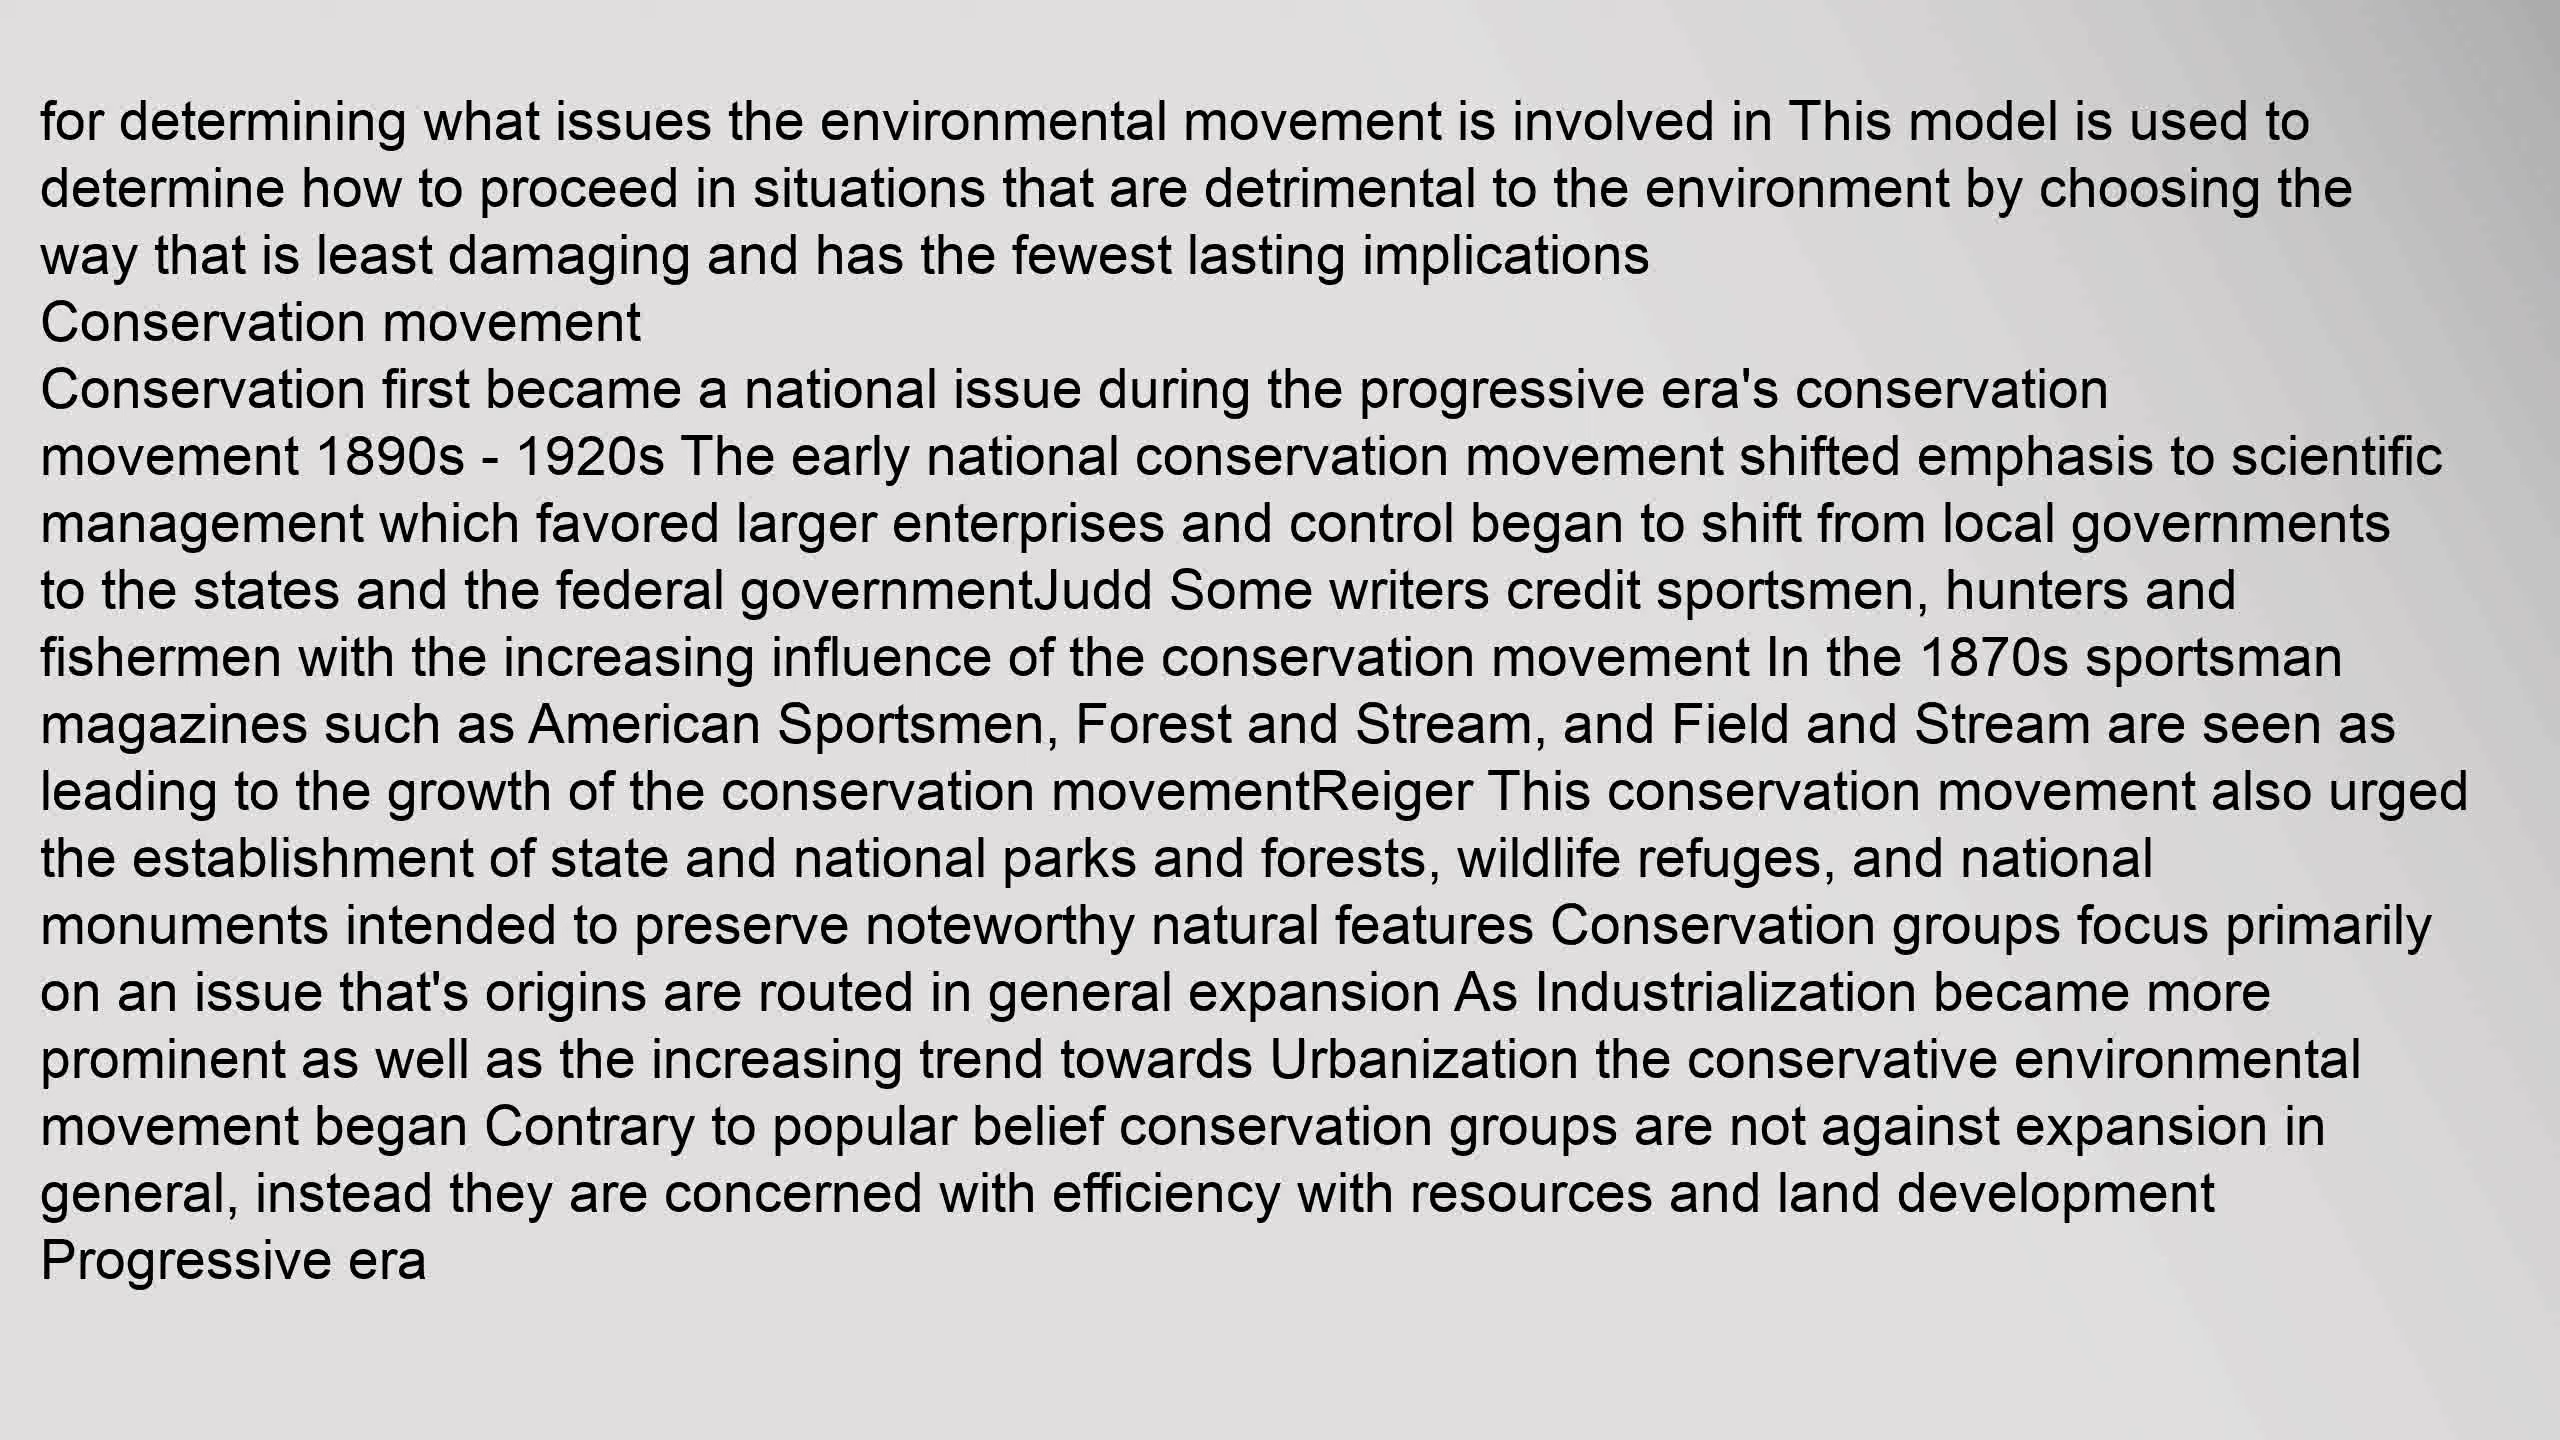 for determining what issues the environmental movement is involved in This model is used to
determine how to proceed in situations that are detrimental to the environment by choosing the
way that is least damaging and has the fewest lasting implications
Conservation movement
Conservation first became a national issue during the progressive era's conservation
movement 1890s - 1920s The early national conservation movement shifted emphasis to scientific
management which favored larger enterprises and control began to shift from local governments
to the states and the federal governmentJudd Some writers credit sportsmen, hunters and
fishermen with the increasing influence of the conservation movement In the 1870s sportsman
magazines such as American Sportsmen, Forest and Stream, and Field and Stream are seen as
leading to the growth of the conservation movementReiger This conservation movement also urged
the establishment of state and national parks and forests, wildlife refuges, and national
monuments intended to preserve noteworthy natural features Conservation groups focus primarily
on an issue that's origins are routed in general expansion As Industrialization became more
prominent as well as the increasing trend towards Urbanization the conservative environmental
movement began Contrary to popular belief conservation groups are not against expansion in
general, instead they are concerned with efficiency with resources and land development
Progressive era